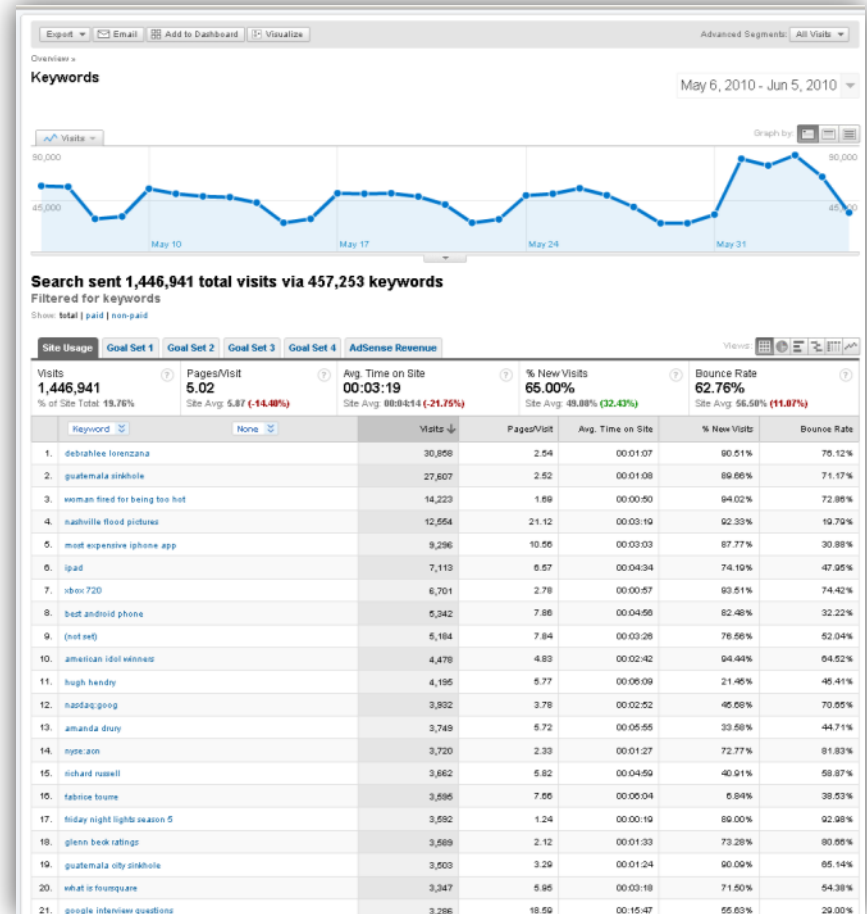 Export Email Add to Dashboard Visualize Advanced Segments: All Visits
Overview »
Keywords
May 6, 2010 - Jun 5, 2010
Visits Graph by:
90,000 90,000
45,000 45,000
May 10 May 17 May 24 May 31
Search sent 1,446,941 total visits via 457,253 keywords
Filtered for keywords
Show: total | paid | non-paid
Site Usage Goal Set 1 Goal Set 2 Goal Set 3 Goal Set 4 AdSense Revenue Views:
Visits Pages/Visit Avg. Time on Site % New Visits Bounce Rate
1,446,941 5.02 00:03:19 65.00% 62.76%
% of Site Total: 19.76% Site Avg: 5.87 (-14.40%) Site Avg: 00:04:14 (-21.75%) Site Avg: 49.08% (32.43%) Site Avg: 56.50% (11.07%)
Keyword None Visits Pages/Visit Avg. Time on Site % New Visits Bounce Rate
1. debrahlee lorenzana 30,858 2.54 00:01:07 90.51% 76.12%
2. guatemala sinkhole 27,607 2.52 00:01:08 89.66% 71.17%
3. woman fired for being too hot 14,223 1.69 00:00:50 94.02% 72.86%
4. nashville flood pictures 12,554 21.12 00:03:19 92.33% 19.79%
5. most expensive iphone app 9,296 10.56 00:03:03 87.77% 30.88%
6. ipad 7,113 6.57 00:04:34 74.19% 47.95%
7. xbox 720 6,701 2.78 00:00:57 93.51% 74.42%
8. best android phone 5,342 7.86 00:04:56 82.48% 32.22%
9. (not set) 5,184 7.84 00:03:26 76.56% 52.04%
10. american idol winners 4,478 4.83 00:02:42 94.44% 64.52%
11. hugh hendry 4,195 5.77 00:06:09 21.45% 45.41%
12. nasdaq:goog 3,932 3.78 00:02:52 46.68% 70.65%
13. amanda drury 3,749 5.72 00:05:55 33.58% 44.71%
14. nyse:aon 3,720 2.33 00:01:27 72.77% 81.83%
15. richard russell 3,662 5.82 00:04:59 40.91% 58.87%
16. fabrice tourre 3,595 7.66 00:06:04 6.84% 38.53%
17. friday night lights season 5 3,592 1.24 00:00:19 89.00% 92.98%
18. glenn beck ratings 3,589 2.12 00:01:33 73.28% 80.66%
19. guatemala city sinkhole 3,503 3.29 00:01:24 90.09% 65.14%
20. what is foursquare 3,347 5.95 00:03:18 71.50% 54.38%
21. google interview questions 3,286 18.59 00:15:47 55.63% 29.00%